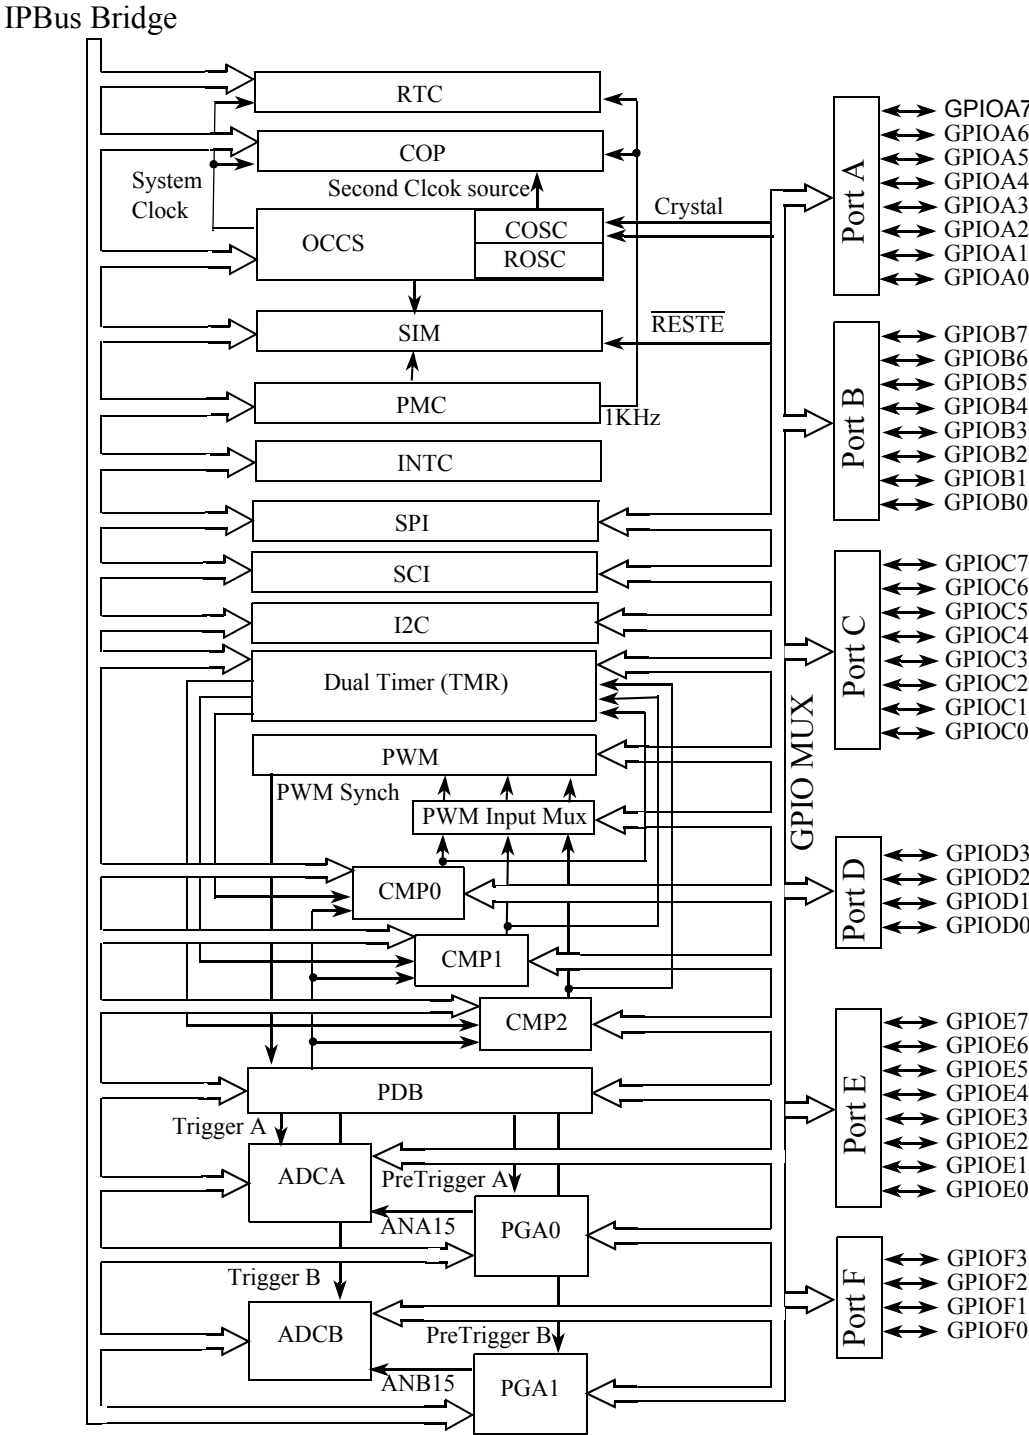 IPBus Bridge
RTC
COP
System
Clock
Second Clcok source
OCCS
COSC
ROSC
Crystal
SIM
RESTE
PMC
1KHz
INTC
SPI
SCI
I2C
Dual Timer (TMR)
PWM
PWM Synch
PWM Input Mux
CMP0
CMP1
CMP2
PDB
Trigger A
ADCA
PreTrigger A
ANA15
PGA0
Trigger B
ADCB
PreTrigger B
ANB15
PGA1
GPIO MUX
Port A
GPIOA7
GPIOA6
GPIOA5
GPIOA4
GPIOA3
GPIOA2
GPIOA1
GPIOA0
Port B
GPIOB7
GPIOB6
GPIOB5
GPIOB4
GPIOB3
GPIOB2
GPIOB1
GPIOB0
Port C
GPIOC7
GPIOC6
GPIOC5
GPIOC4
GPIOC3
GPIOC2
GPIOC1
GPIOC0
Port D
GPIOD3
GPIOD2
GPIOD1
GPIOD0
Port E
GPIOE7
GPIOE6
GPIOE5
GPIOE4
GPIOE3
GPIOE2
GPIOE1
GPIOE0
Port F
GPIOF3
GPIOF2
GPIOF1
GPIOF0